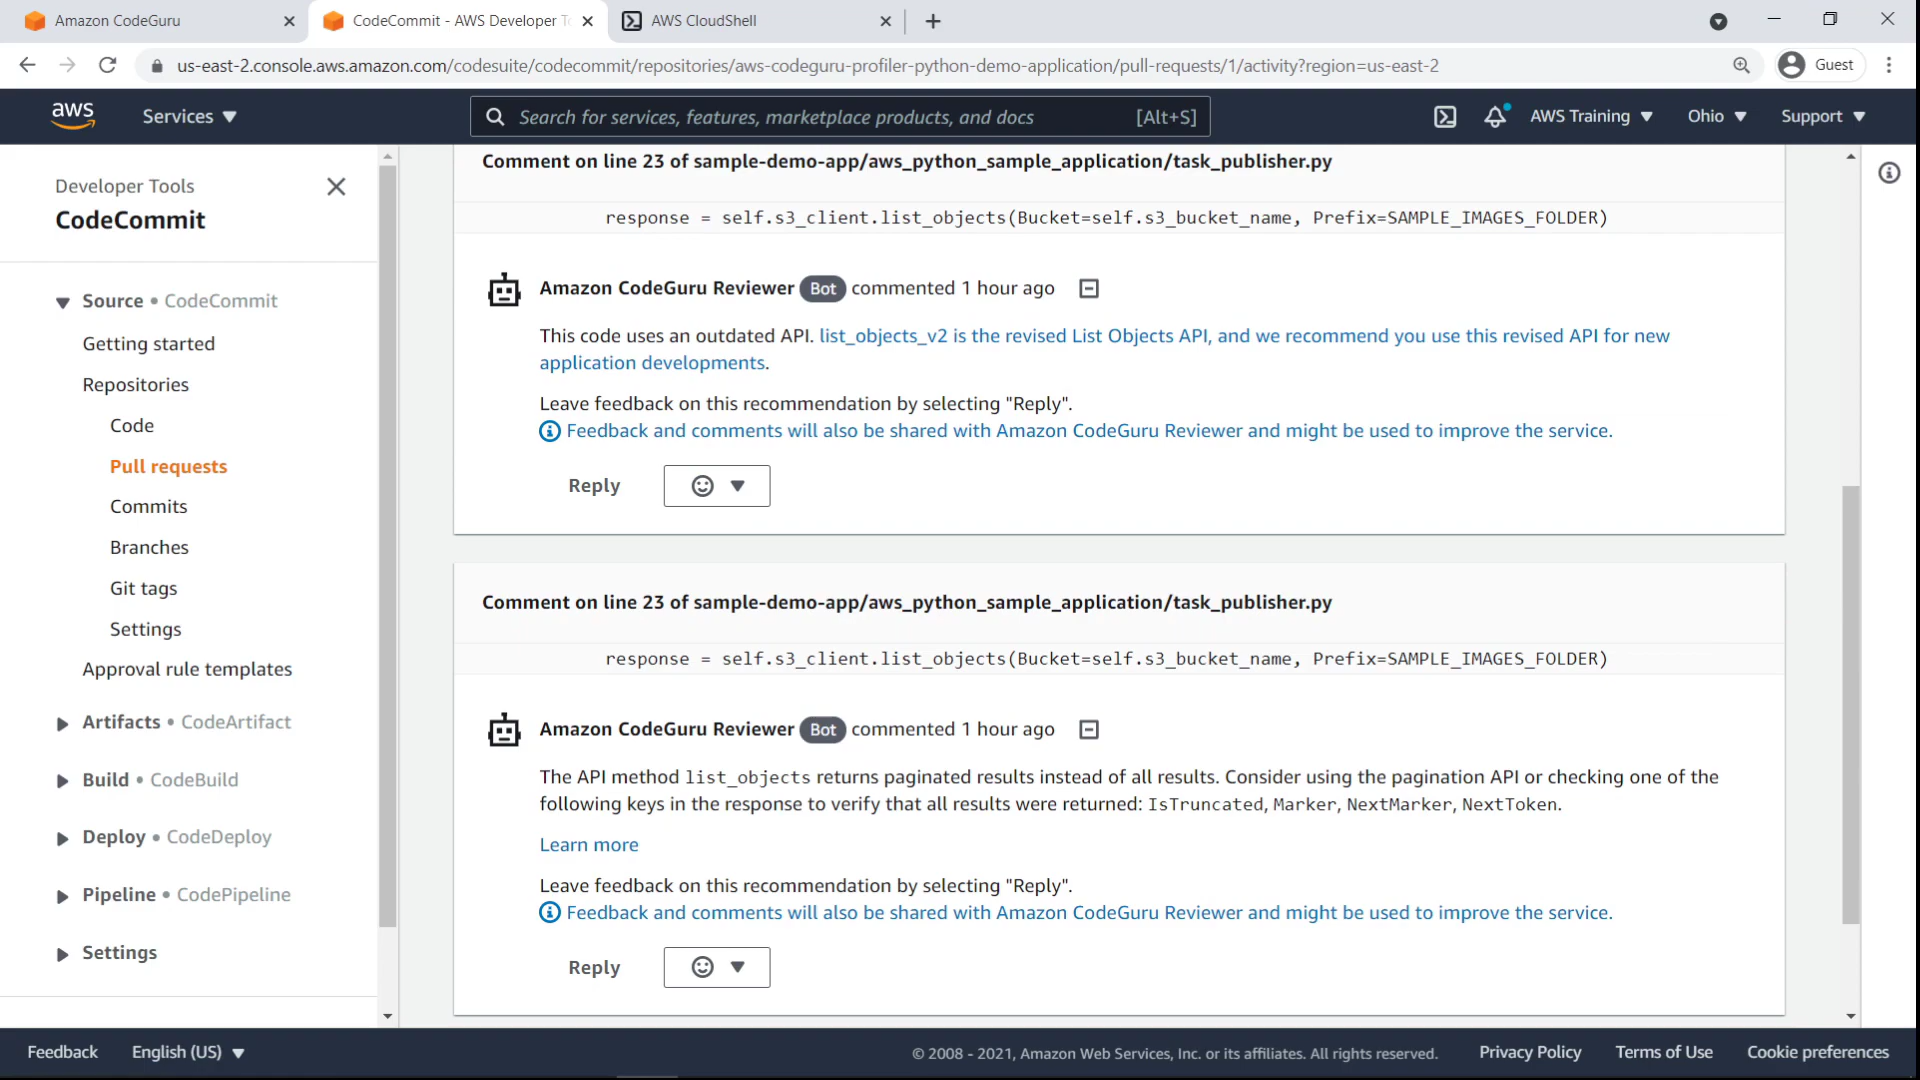 Amazon CodeGuru
CodeCommit - AWS Developer To
AWS CloudShell
us-east-2.console.aws.amazon.com/codesuite/codecommit/repositories/aws-codeguru-profiler-python-demo-application/pull-requests/1/activity?region=us-east-2
Guest
aws
Services
Search for services, features, marketplace products, and docs
[Alt+S]
AWS Training
Ohio
Support
Developer Tools
CodeCommit
Source • CodeCommit
Getting started
Repositories
Code
Pull requests
Commits
Branches
Git tags
Settings
Approval rule templates
Artifacts • CodeArtifact
Build • CodeBuild
Deploy • CodeDeploy
Pipeline • CodePipeline
Settings
Comment on line 23 of sample-demo-app/aws_python_sample_application/task_publisher.py
response = self.s3_client.list_objects(Bucket=self.s3_bucket_name, Prefix=SAMPLE_IMAGES_FOLDER)
Amazon CodeGuru Reviewer Bot commented 1 hour ago
This code uses an outdated API. list_objects_v2 is the revised List Objects API, and we recommend you use this revised API for new
application developments.
Leave feedback on this recommendation by selecting "Reply".
Feedback and comments will also be shared with Amazon CodeGuru Reviewer and might be used to improve the service.
Reply
Comment on line 23 of sample-demo-app/aws_python_sample_application/task_publisher.py
response = self.s3_client.list_objects(Bucket=self.s3_bucket_name, Prefix=SAMPLE_IMAGES_FOLDER)
Amazon CodeGuru Reviewer Bot commented 1 hour ago
The API method list_objects returns paginated results instead of all results. Consider using the pagination API or checking one of the
following keys in the response to verify that all results were returned: IsTruncated, Marker, NextMarker, NextToken.
Learn more
Leave feedback on this recommendation by selecting "Reply".
Feedback and comments will also be shared with Amazon CodeGuru Reviewer and might be used to improve the service.
Reply
Feedback
English (US)
© 2008 - 2021, Amazon Web Services, Inc. or its affiliates. All rights reserved.
Privacy Policy
Terms of Use
Cookie preferences